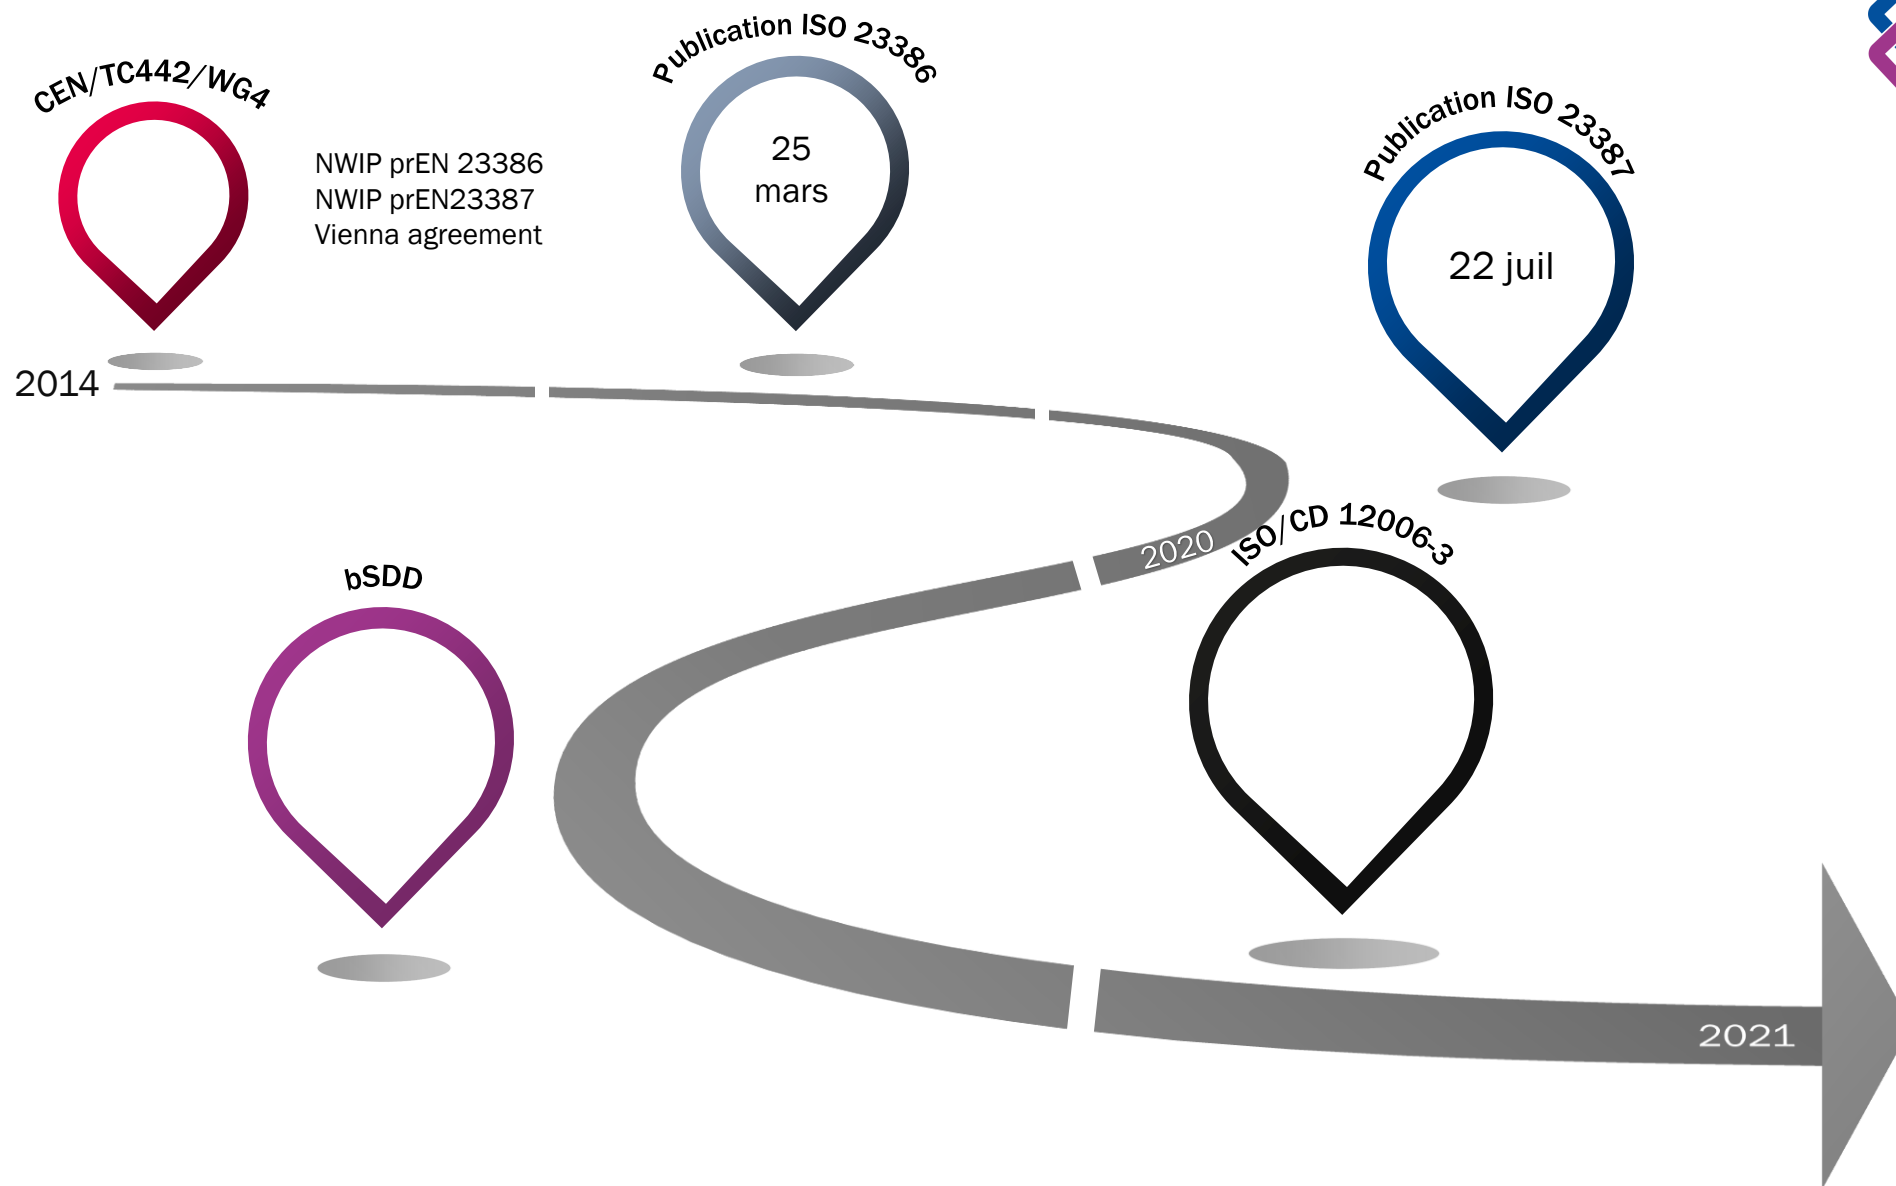 CEN/TC442/WG4
NWIP prEN 23386
NWIP prEN23387
Vienna agreement
Publication ISO 23386
25
mars
Publication ISO 23387
22 juil
2014
2020
ISO/CD 12006-3
bSDD
2021